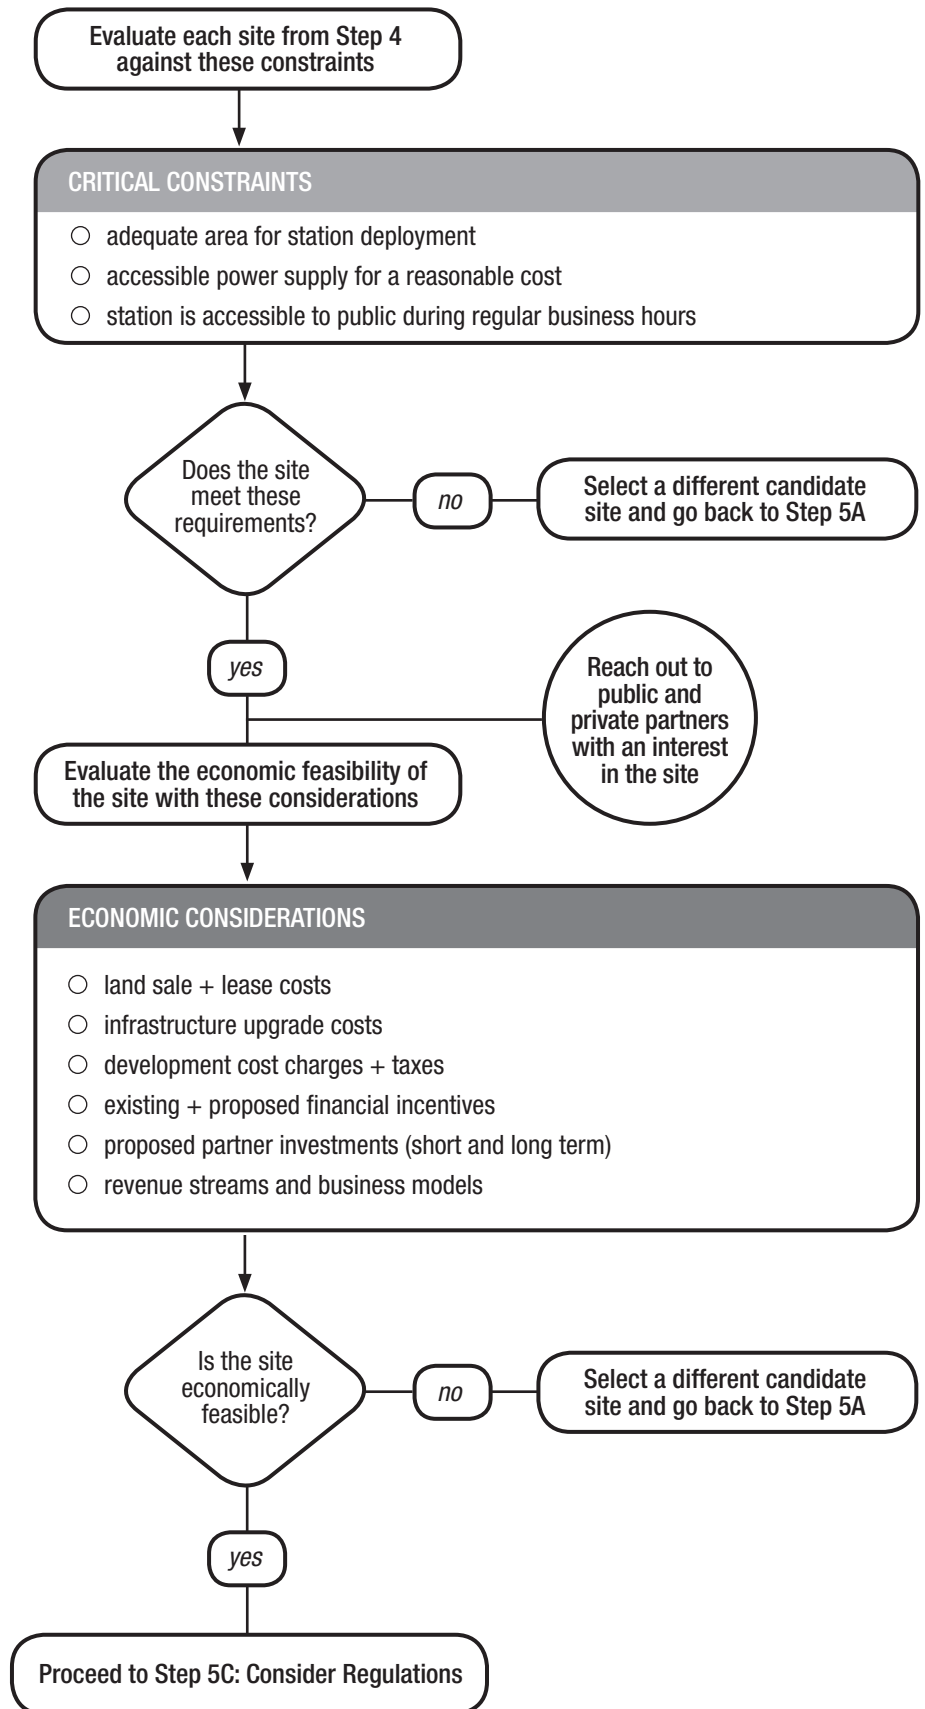 Evaluate each site from Step 4
against these constraints
CRITICAL CONSTRAINTS
adequate area for station deployment
accessible power supply for a reasonable cost
station is accessible to public during regular business hours
Does the site
meet these
requirements?
no
Select a different candidate
site and go back to Step 5A
yes
Reach out to
public and
private partners
with an interest
in the site
Evaluate the economic feasibility of
the site with these considerations
ECONOMIC CONSIDERATIONS
land sale + lease costs
infrastructure upgrade costs
development cost charges + taxes
existing + proposed financial incentives
proposed partner investments (short and long term)
revenue streams and business models
Is the site
economically
feasible?
no
Select a different candidate
site and go back to Step 5A
yes
Proceed to Step 5C: Consider Regulations